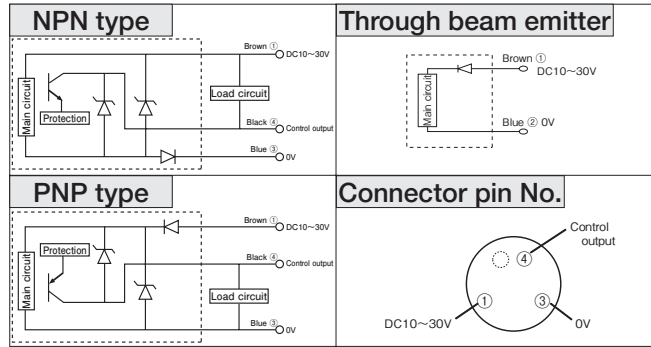 NPN type
Brown ①
DC10～30V
Main circuit
Load circuit
Protection
Black ④
Control output
Blue ③
0V
Through beam emitter
Brown ①
DC10～30V
Main circuit
Blue ② 0V
PNP type
Brown ①
DC10～30V
Protection
Main circuit
Black ④
Control output
Load circuit
Blue ③
0V
Connector pin No.
Control
output
④
①
③
DC10～30V
0V